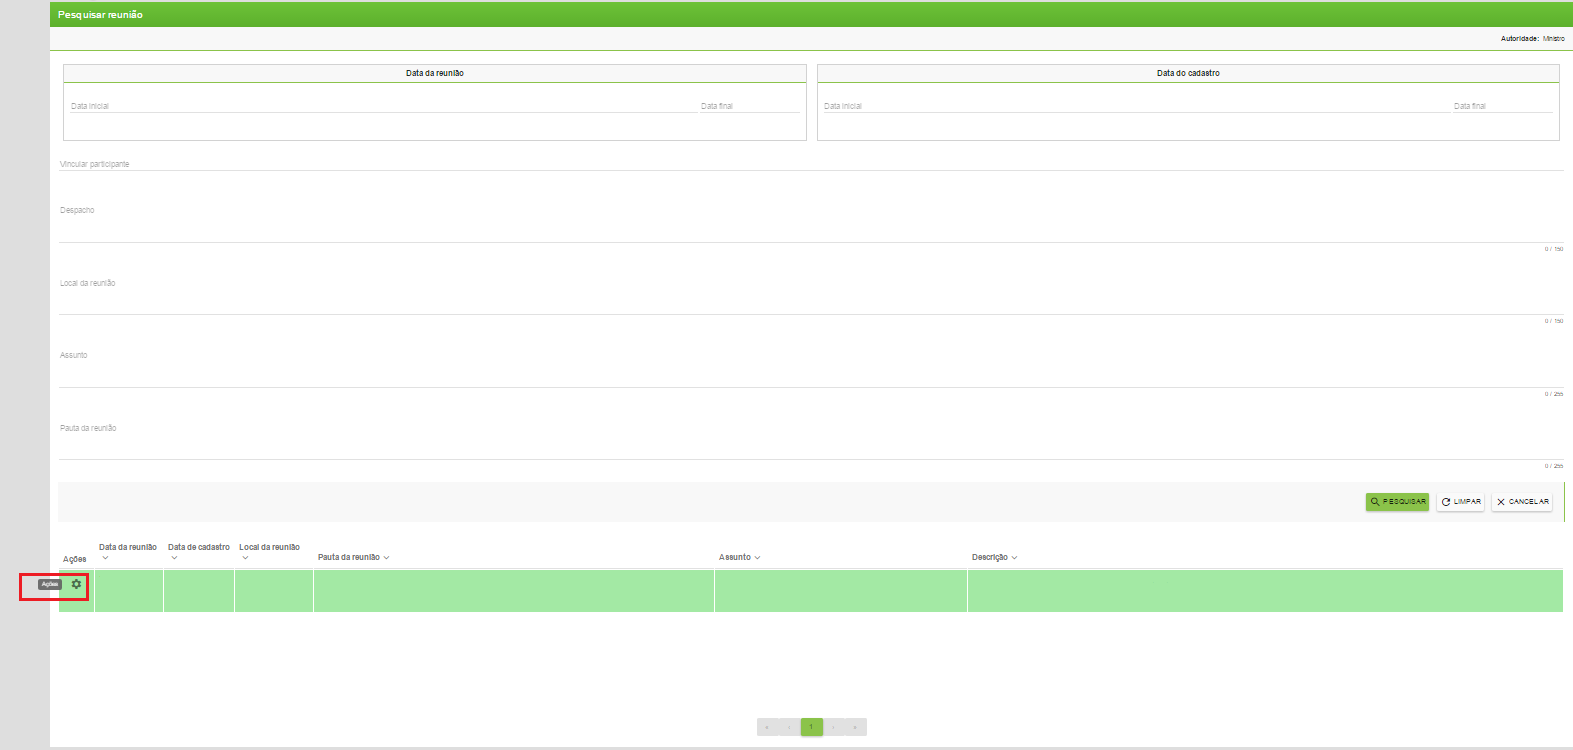 Pesquisar reunião
Autoridade: Ministro
Data da reunião
Data do cadastro
Data inicial
Data final
Data inicial
Data final
Vincular participante
Despacho
0 / 150
Local da reunião
0 / 150
Assunto
0 / 255
Pauta da reunião
0 / 255
PESQUISAR
LIMPAR
CANCELAR
Ações
Data da reunião
Data de cadastro
Local da reunião
Pauta da reunião
Assunto
Descrição
Ações
« ‹ 1 › »